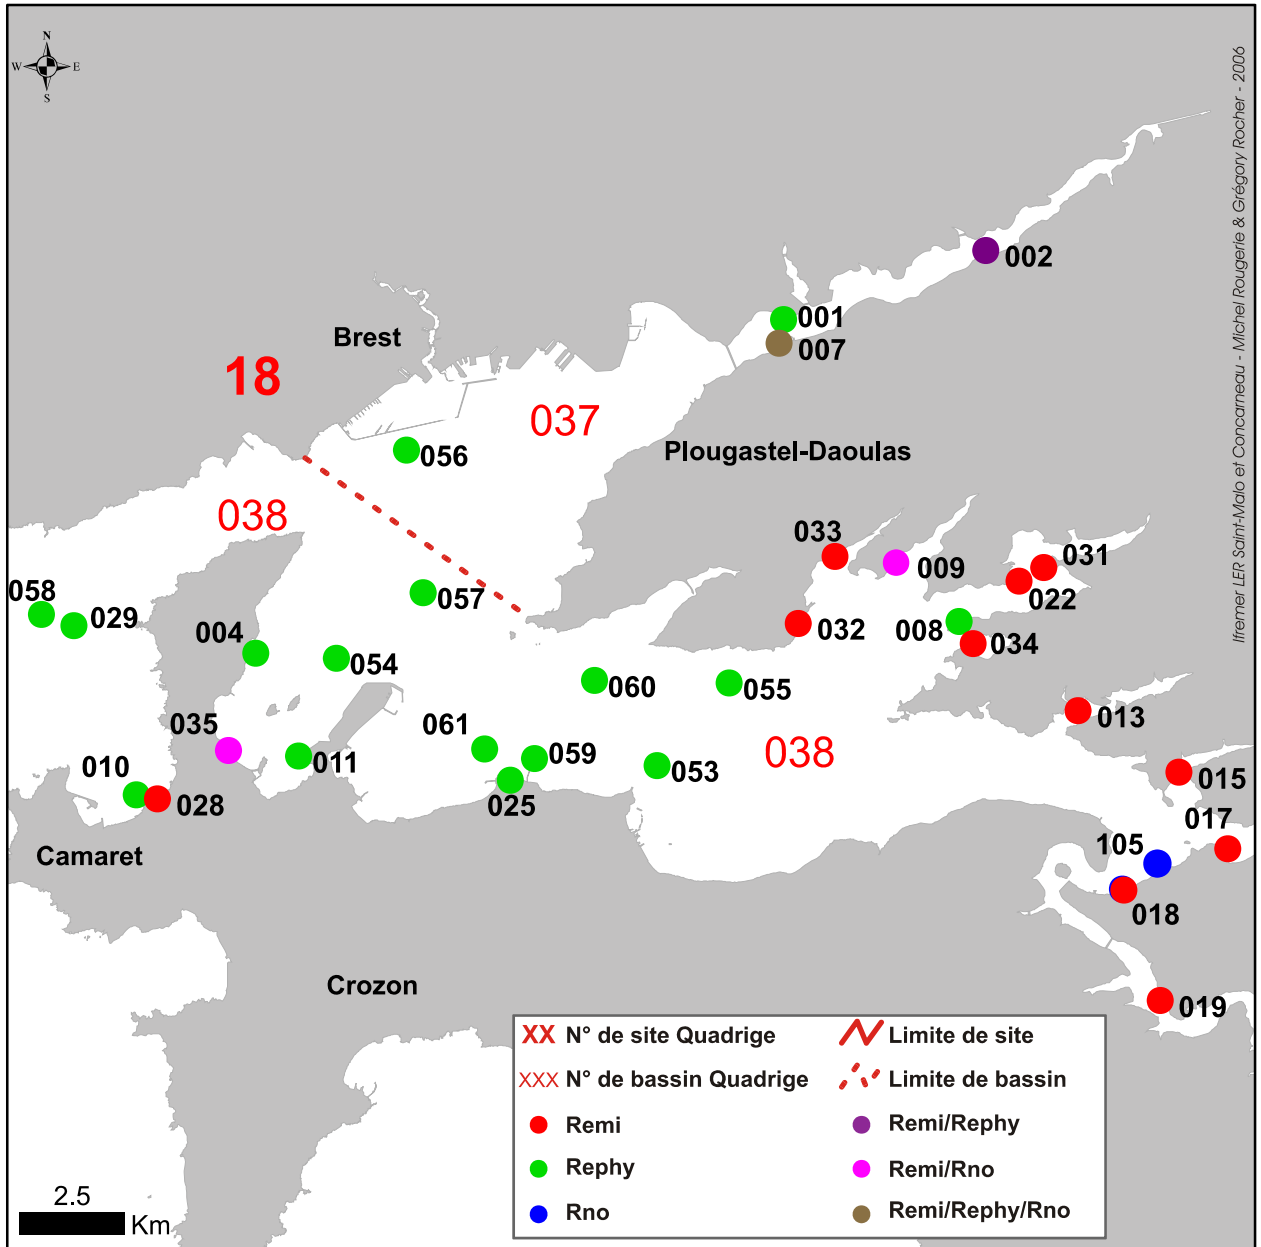 N
W E
S
Ifremer LER Saint-Malo et Concarneau - Michel Rougerie & Grégory Rocher - 2006
002
001
Brest
007
18
037
Plougastel-Daoulas
056
038
033
031
009
058
057
022
029
032
008
004
034
054
060
055
013
035
061
059
038
011
053
015
010
025
028
017
105
Camaret
018
Crozon
019
XX N° de site Quadrige
Limite de site
XXX N° de bassin Quadrige
Limite de bassin
Remi
Remi/Rephy
Rephy
Remi/Rno
Rno
Remi/Rephy/Rno
2.5
Km